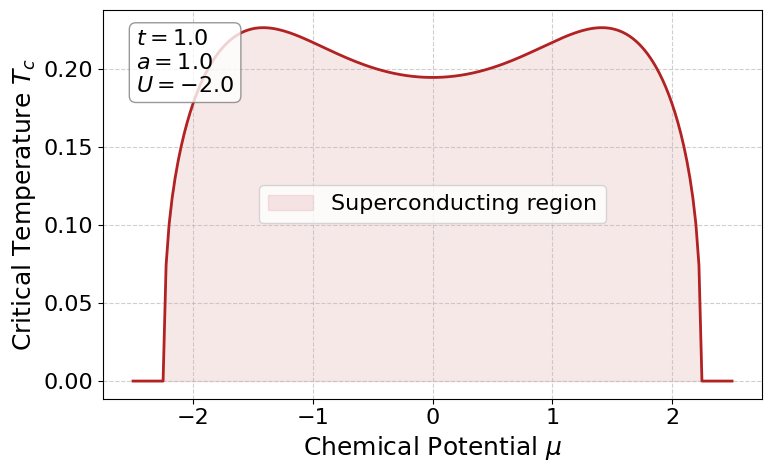 t = 1.0
a = 1.0
U = −2.0
Critical Temperature T_c
0.20
0.15
0.10
0.05
0.00
Superconducting region
−2 −1 0 1 2
Chemical Potential μ